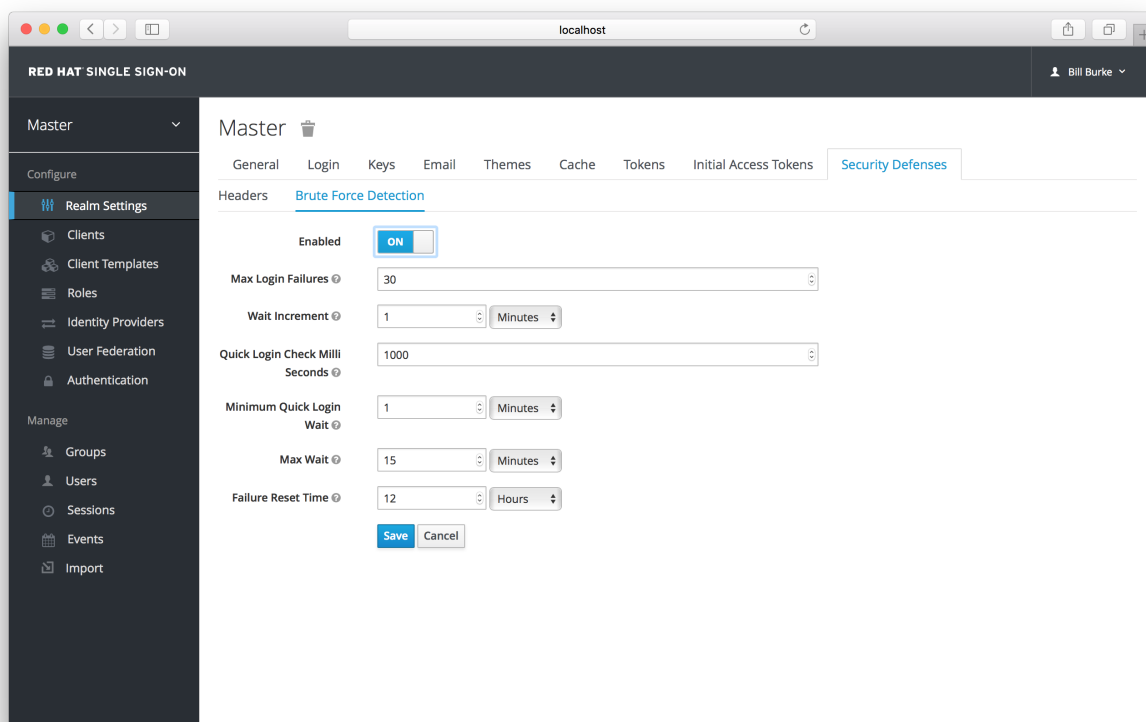 localhost
RED HAT SINGLE SIGN-ON
Bill Burke
Master
Configure
Realm Settings
Clients
Client Templates
Roles
Identity Providers
User Federation
Authentication
Manage
Groups
Users
Sessions
Events
Import
Master
General Login Keys Email Themes Cache Tokens Initial Access Tokens Security Defenses
Headers Brute Force Detection
Enabled ON
Max Login Failures 30
Wait Increment 1 Minutes
Quick Login Check Milli
Seconds
1000
Minimum Quick Login
Wait
1 Minutes
Max Wait 15 Minutes
Failure Reset Time 12 Hours
Save Cancel